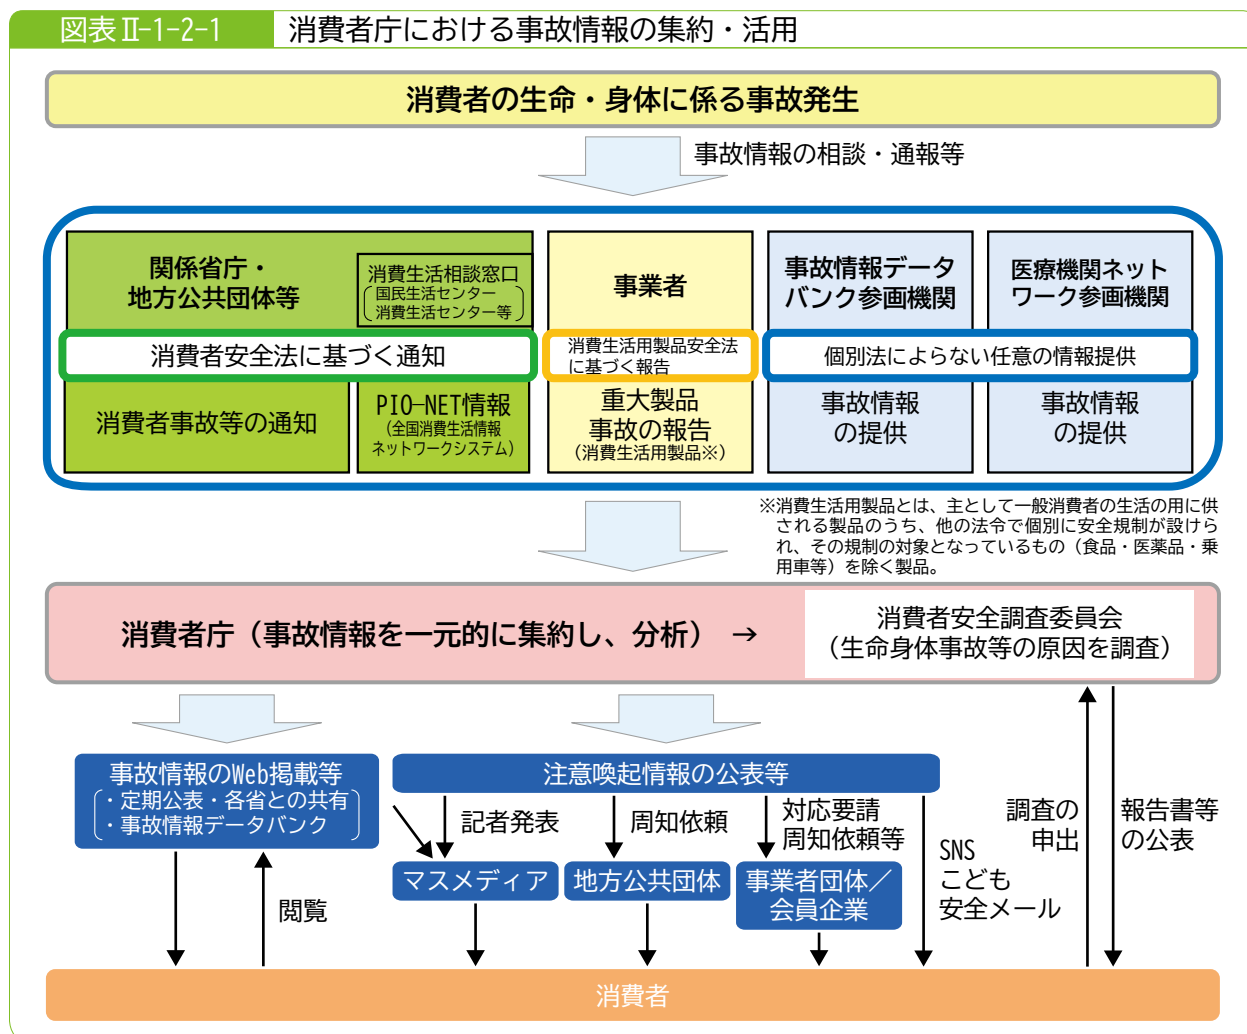 図表Ⅱ-1-2-1 消費者庁における事故情報の集約・活用
消費者の生命・身体に係る事故発生
事故情報の相談・通報等
関係省庁・
地方公共団体等
消費生活相談窓口
国民生活センター
消費生活センター等
事業者
事故情報データ
バンク参画機関
医療機関ネット
ワーク参画機関
消費者安全法に基づく通知
消費生活用製品安全法
に基づく報告
個別法によらない任意の情報提供
消費者事故等の通知
PIO-NET情報
(全国消費生活情報
ネットワークシステム)
重大製品
事故の報告
(消費生活用製品※)
事故情報
の提供
事故情報
の提供
※消費生活用製品とは、主として一般消費者の生活の用に供
される製品のうち、他の法令で個別に安全規制が設けら
れ、その規制の対象となっているもの（食品・医薬品・乗
用車等）を除く製品。
消費者庁（事故情報を一元的に集約し、分析） →
消費者安全調査委員会
（生命身体事故等の原因を調査）
事故情報のWeb掲載等
・定期公表・各省との共有
・事故情報データバンク
注意喚起情報の公表等
記者発表
周知依頼
対応要請
周知依頼等
調査の
申出
報告書等
の公表
マスメディア
地方公共団体
事業者団体／
会員企業
SNS
こども
安全メール
閲覧
消費者